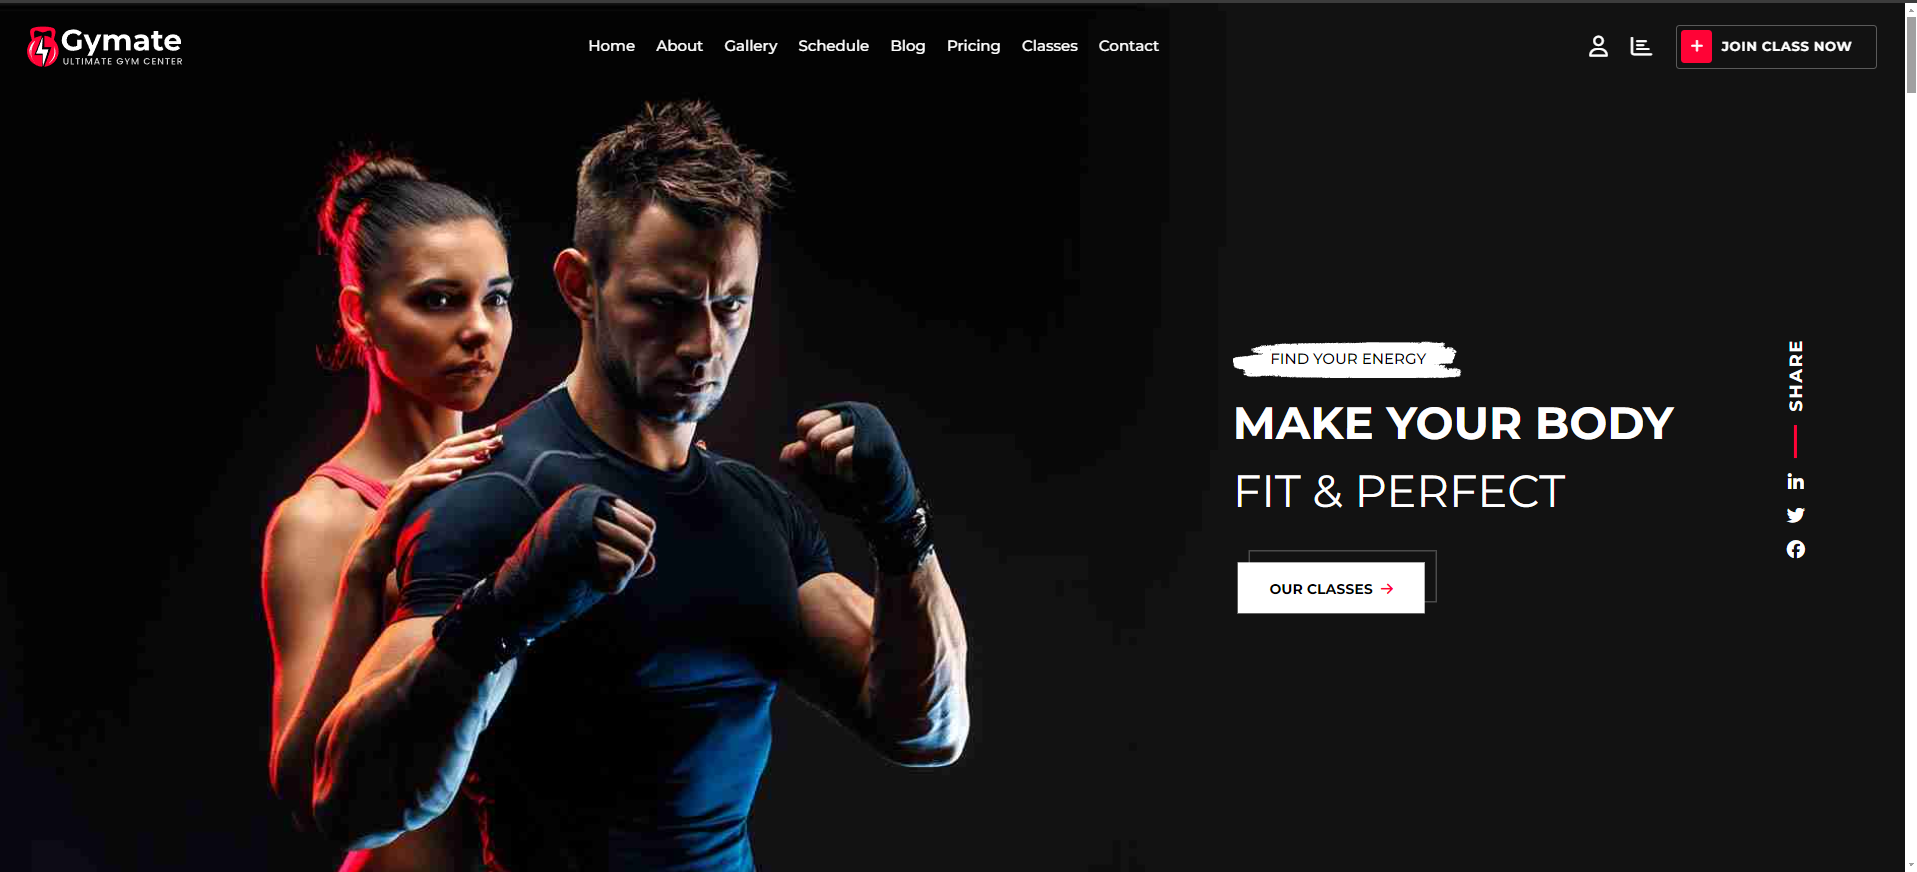 Gymate
ULTIMATE GYM CENTER
Home About Gallery Schedule Blog Pricing Classes Contact
JOIN CLASS NOW
FIND YOUR ENERGY
MAKE YOUR BODY
FIT & PERFECT
OUR CLASSES
SHARE
in